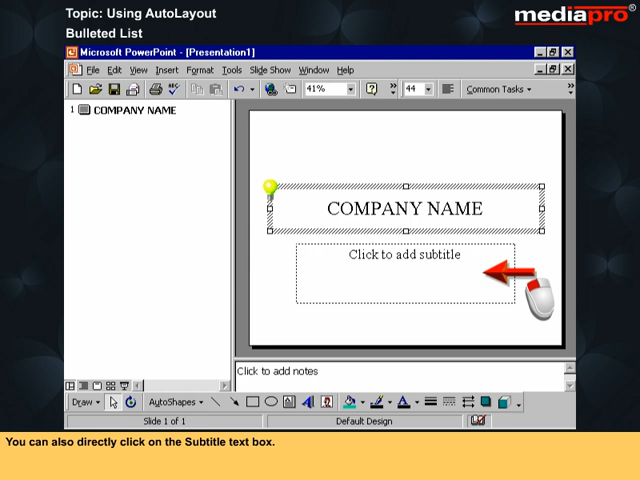 Topic: Using AutoLayout
Bulleted List
mediapro®
Microsoft PowerPoint - [Presentation1]
File Edit View Insert Format Tools Slide Show Window Help
41% ? » 44 Common Tasks »
1 COMPANY NAME
COMPANY NAME
Click to add subtitle
Click to add notes
Draw AutoShapes A A
Slide 1 of 1 Default Design
You can also directly click on the Subtitle text box.